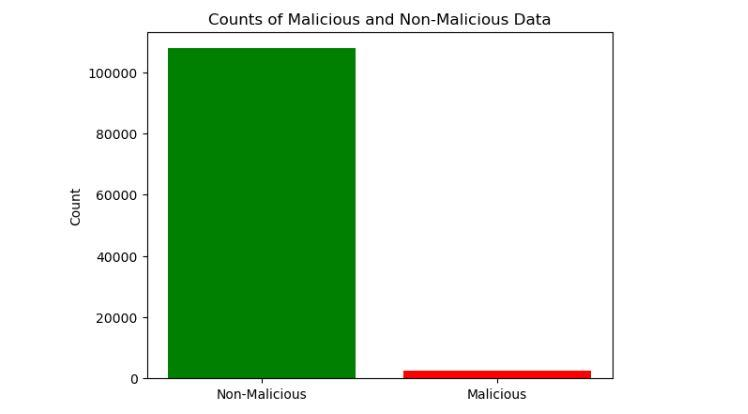 Counts of Malicious and Non-Malicious Data
100000
80000
60000
40000
20000
0
Count
Non-Malicious
Malicious